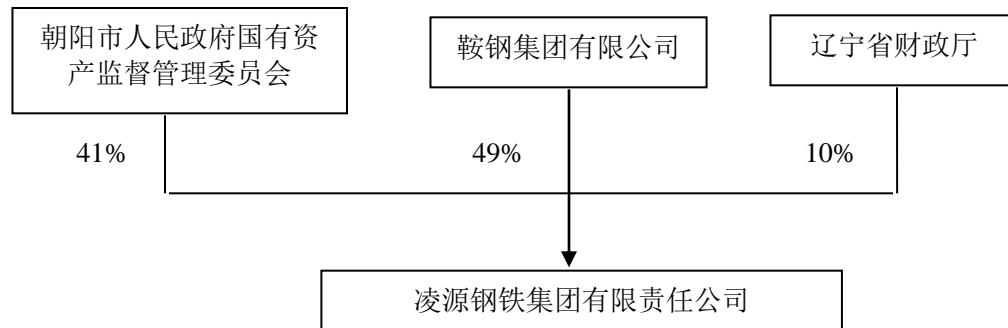 朝阳市人民政府国有资
产监督管理委员会
鞍钢集团有限公司
辽宁省财政厅
41%
49%
10%
凌源钢铁集团有限责任公司